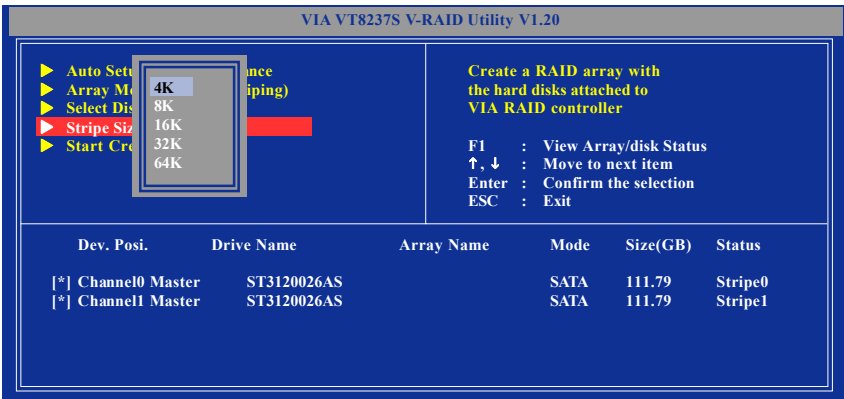 VIA VT8237S V-RAID Utility V1.20
Auto Setu nce
Array Mo iping)
Select Dis
Stripe Siz
Start Cre
4K
8K
16K
32K
64K
Create a RAID array with
the hard disks attached to
VIA RAID controller
F1 : View Array/disk Status
↑, ↓ : Move to next item
Enter : Confirm the selection
ESC : Exit
Dev. Posi. Drive Name Array Name Mode Size(GB) Status
[*] Channel0 Master ST3120026AS SATA 111.79 Stripe0
[*] Channel1 Master ST3120026AS SATA 111.79 Stripe1